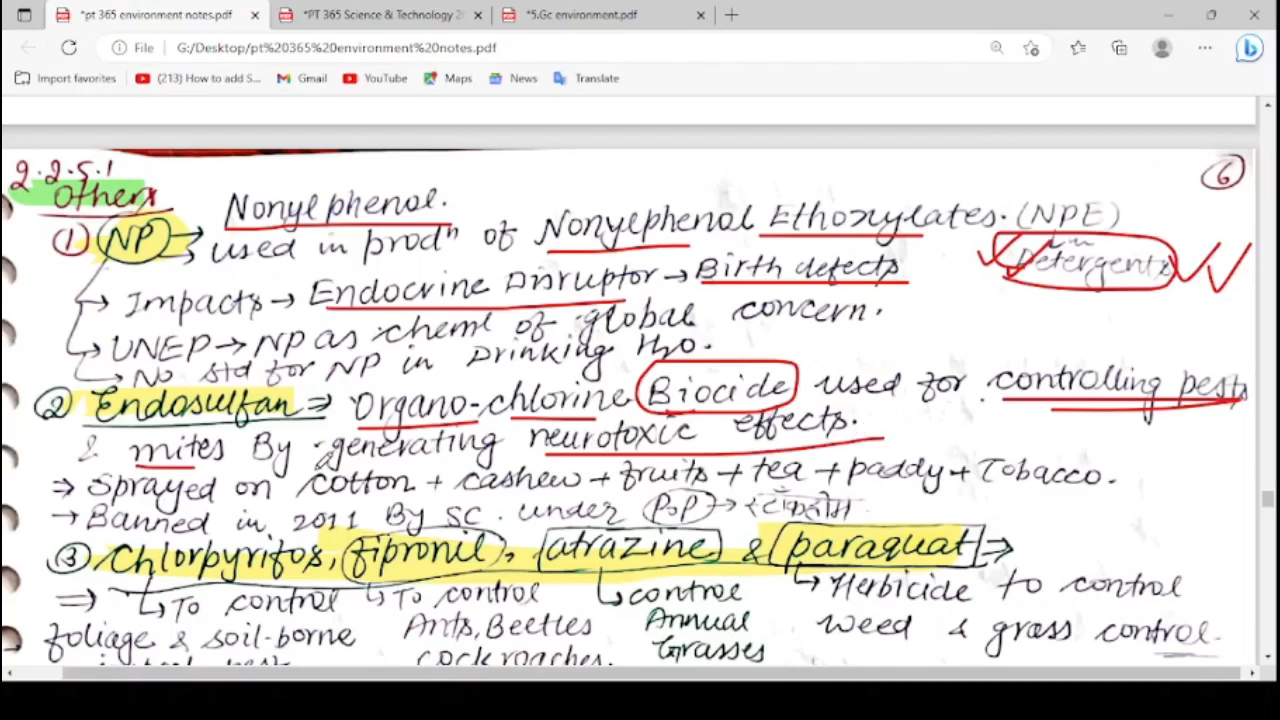 *pt 365 environment notes.pdf
*PT 365 Science & Technology 2
*5.Gc environment.pdf
File
G:/Desktop/pt%20365%20environment%20notes.pdf
Import favorites
(213) How to add S...
Gmail
YouTube
Maps
News
Translate
2.2.5.1
Others
6
① NP → Nonylphenol.
→ used in prodⁿ of Nonylphenol Ethoxylates. (NPE)
in
Detergents
→ Impacts → Endocrine Disruptor → Birth defects
→ UNEP → NP as cheml of global concern.
→ No std for NP in Drinking H₂O.
② Endosulfan ⇒ Organo-chlorine Biocide used for controlling pests
& mites By generating neurotoxic effects.
⇒ Sprayed on cotton + cashew + fruits + tea + paddy + Tobacco.
→ Banned in 2011 By SC. under PoP →
③ Chlorpyrifos, fipronil, atrazine & paraquat ⇒
⇒ ↳ To control ↳ To control ↳ control ↳ Herbicide to control
foliage & soil-borne Ants, Beetles Annual weed & grass control.
cockroaches. Grasses